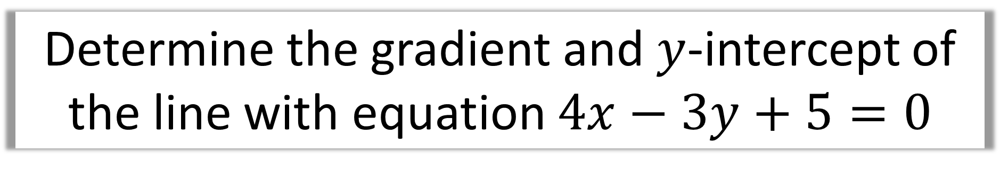 Determine the gradient and y-intercept of
the line with equation 4x − 3y + 5 = 0